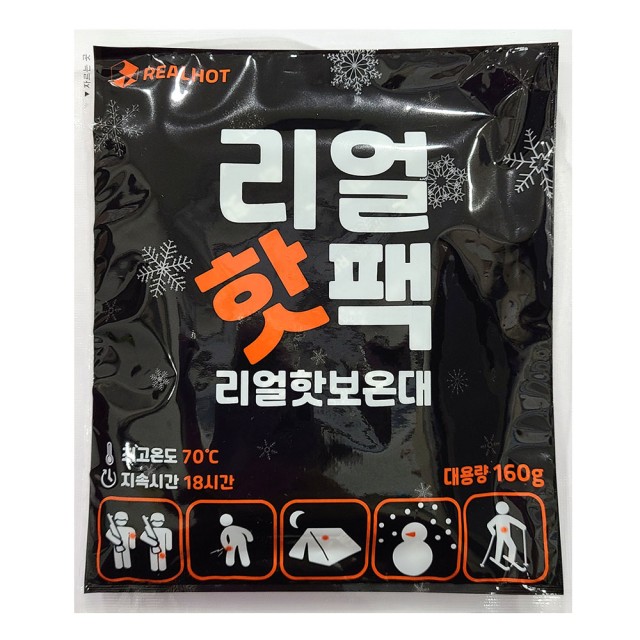 REALHOT
리얼
핫팩
리얼핫보온대
최고온도 70℃
지속시간 18시간
대용량 160g